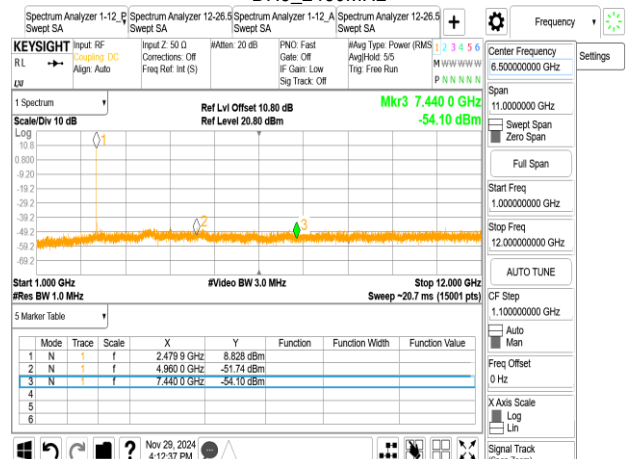 Spectrum Analyzer 1-12_P
Swept SA
Spectrum Analyzer 12-26.5
Swept SA
Spectrum Analyzer 1-12_A
Swept SA
Spectrum Analyzer 12-26.5
Swept SA
+
Frequency
Settings
KEYSIGHT
RL
Input: RF
Coupling: DC
Align: Auto
Input Z: 50 Ω
Corrections: Off
Freq Ref: Int (S)
#Atten: 20 dB
PNO: Fast
Gate: Off
IF Gain: Low
Sig Track: Off
#Avg Type: Power (RMS
Avg|Hold: 5/5
Trig: Free Run
1 2 3 4 5 6
M W W W W W
P N N N N N
1 Spectrum
Scale/Div 10 dB
Ref Lvl Offset 10.80 dB
Ref Level 20.80 dBm
Mkr3 7.440 0 GHz
-54.10 dBm
Log
10.8
0.800
-9.20
-19.2
-29.2
-39.2
-49.2
-59.2
-69.2
1
2
3
Start 1.000 GHz
#Res BW 1.0 MHz
#Video BW 3.0 MHz
Stop 12.000 GHz
Sweep ~20.7 ms (15001 pts)
5 Marker Table
Mode Trace Scale X Y Function Function Width Function Value
1 N 1 f 2.479 9 GHz 8.828 dBm
2 N 1 f 4.960 0 GHz -51.74 dBm
3 N 1 f 7.440 0 GHz -54.10 dBm
4
5
6
?
Nov 29, 2024
4:12:37 PM
Center Frequency
6.500000000 GHz
Span
11.0000000 GHz
Swept Span
Zero Span
Full Span
Start Freq
1.000000000 GHz
Stop Freq
12.000000000 GHz
AUTO TUNE
CF Step
1.100000000 GHz
Auto
Man
Freq Offset
0 Hz
X Axis Scale
Log
Lin
Signal Track